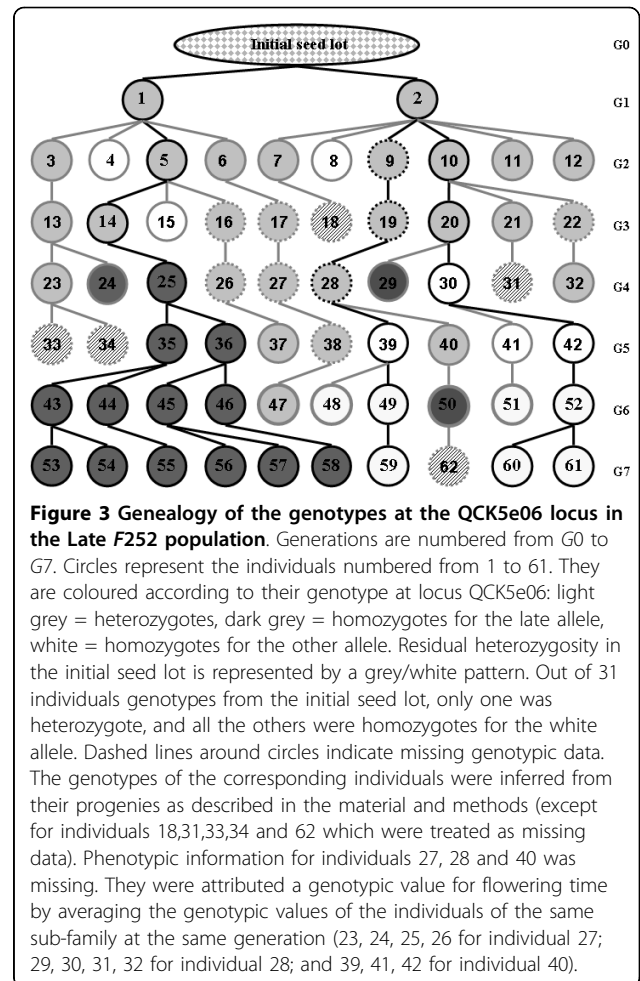 Initial seed lot G0
1 2 G1
3 4 5 6 7 8 9 10 11 12 G2
13 14 15 16 17 18 19 20 21 22 G3
23 24 25 26 27 28 29 30 31 32 G4
33 34 35 36 37 38 39 40 41 42 G5
43 44 45 46 47 48 49 50 51 52 G6
53 54 55 56 57 58 59 62 60 61 G7
Figure 3 Genealogy of the genotypes at the QCK5e06 locus in
the Late F252 population. Generations are numbered from G0 to
G7. Circles represent the individuals numbered from 1 to 61. They
are coloured according to their genotype at locus QCK5e06: light
grey = heterozygotes, dark grey = homozygotes for the late allele,
white = homozygotes for the other allele. Residual heterozygosity in
the initial seed lot is represented by a grey/white pattern. Out of 31
individuals genotypes from the initial seed lot, only one was
heterozygote, and all the others were homozygotes for the white
allele. Dashed lines around circles indicate missing genotypic data.
The genotypes of the corresponding individuals were inferred from
their progenies as described in the material and methods (except
for individuals 18,31,33,34 and 62 which were treated as missing
data). Phenotypic information for individuals 27, 28 and 40 was
missing. They were attributed a genotypic value for flowering time
by averaging the genotypic values of the individuals of the same
sub-family at the same generation (23, 24, 25, 26 for individual 27;
29, 30, 31, 32 for individual 28; and 39, 41, 42 for individual 40).